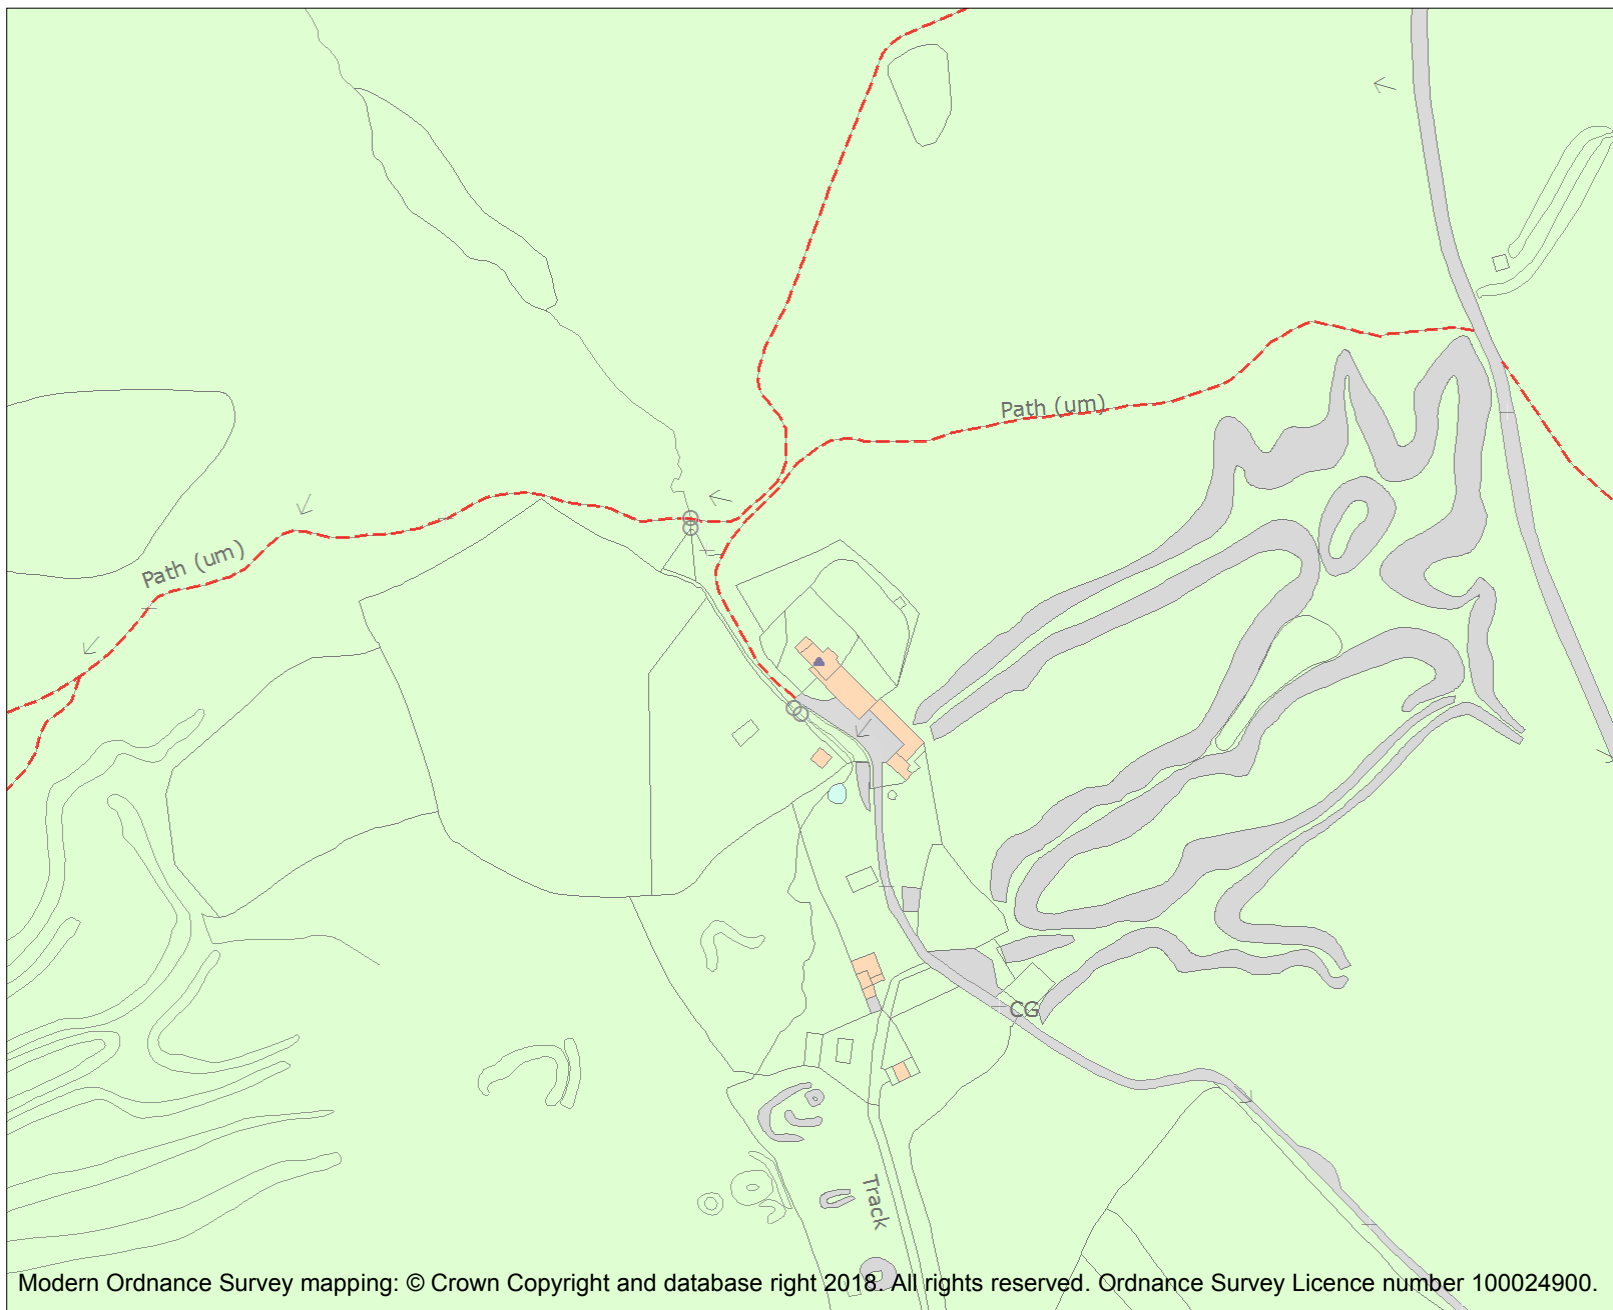 Path (um)
Path (um)
CG
Track
Modern Ordnance Survey mapping: © Crown Copyright and database right 2018. All rights reserved. Ordnance Survey Licence number 100024900.